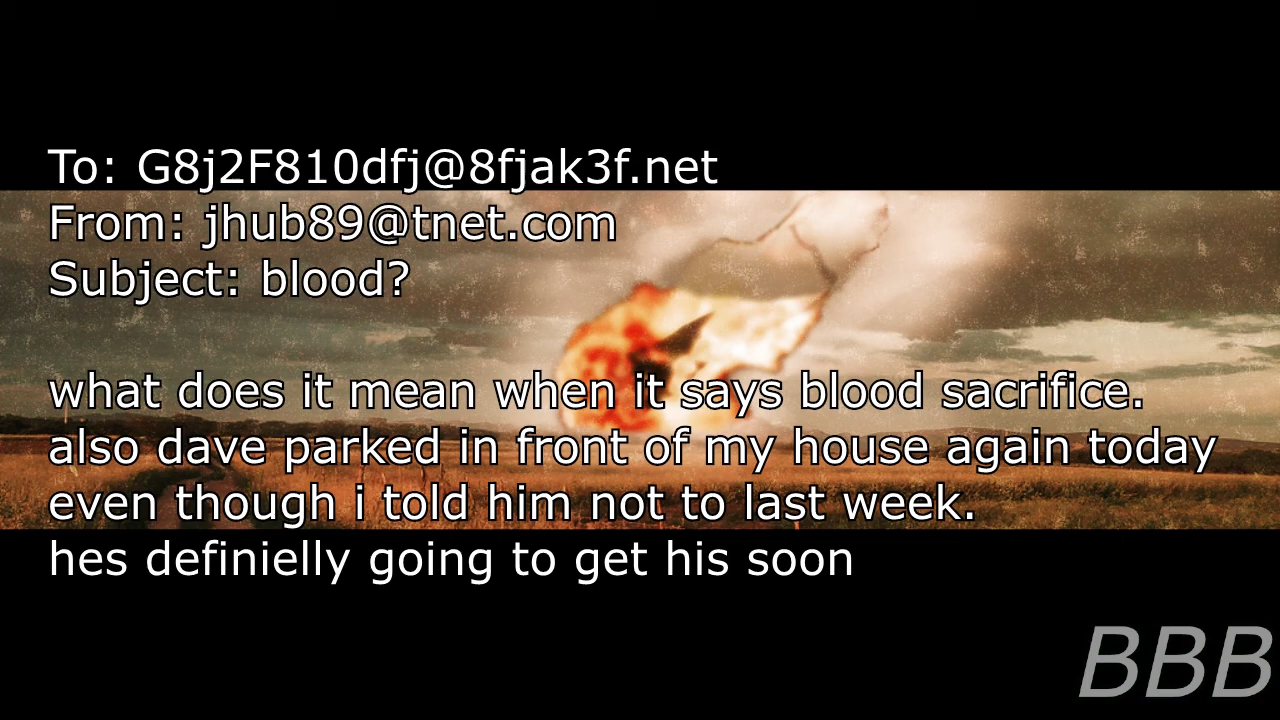 To: G8j2F810dfj@8fjak3f.net
From: jhub89@tnet.com
Subject: blood?
what does it mean when it says blood sacrifice.
also dave parked in front of my house again today
even though i told him not to last week.
hes definielly going to get his soon
BBB